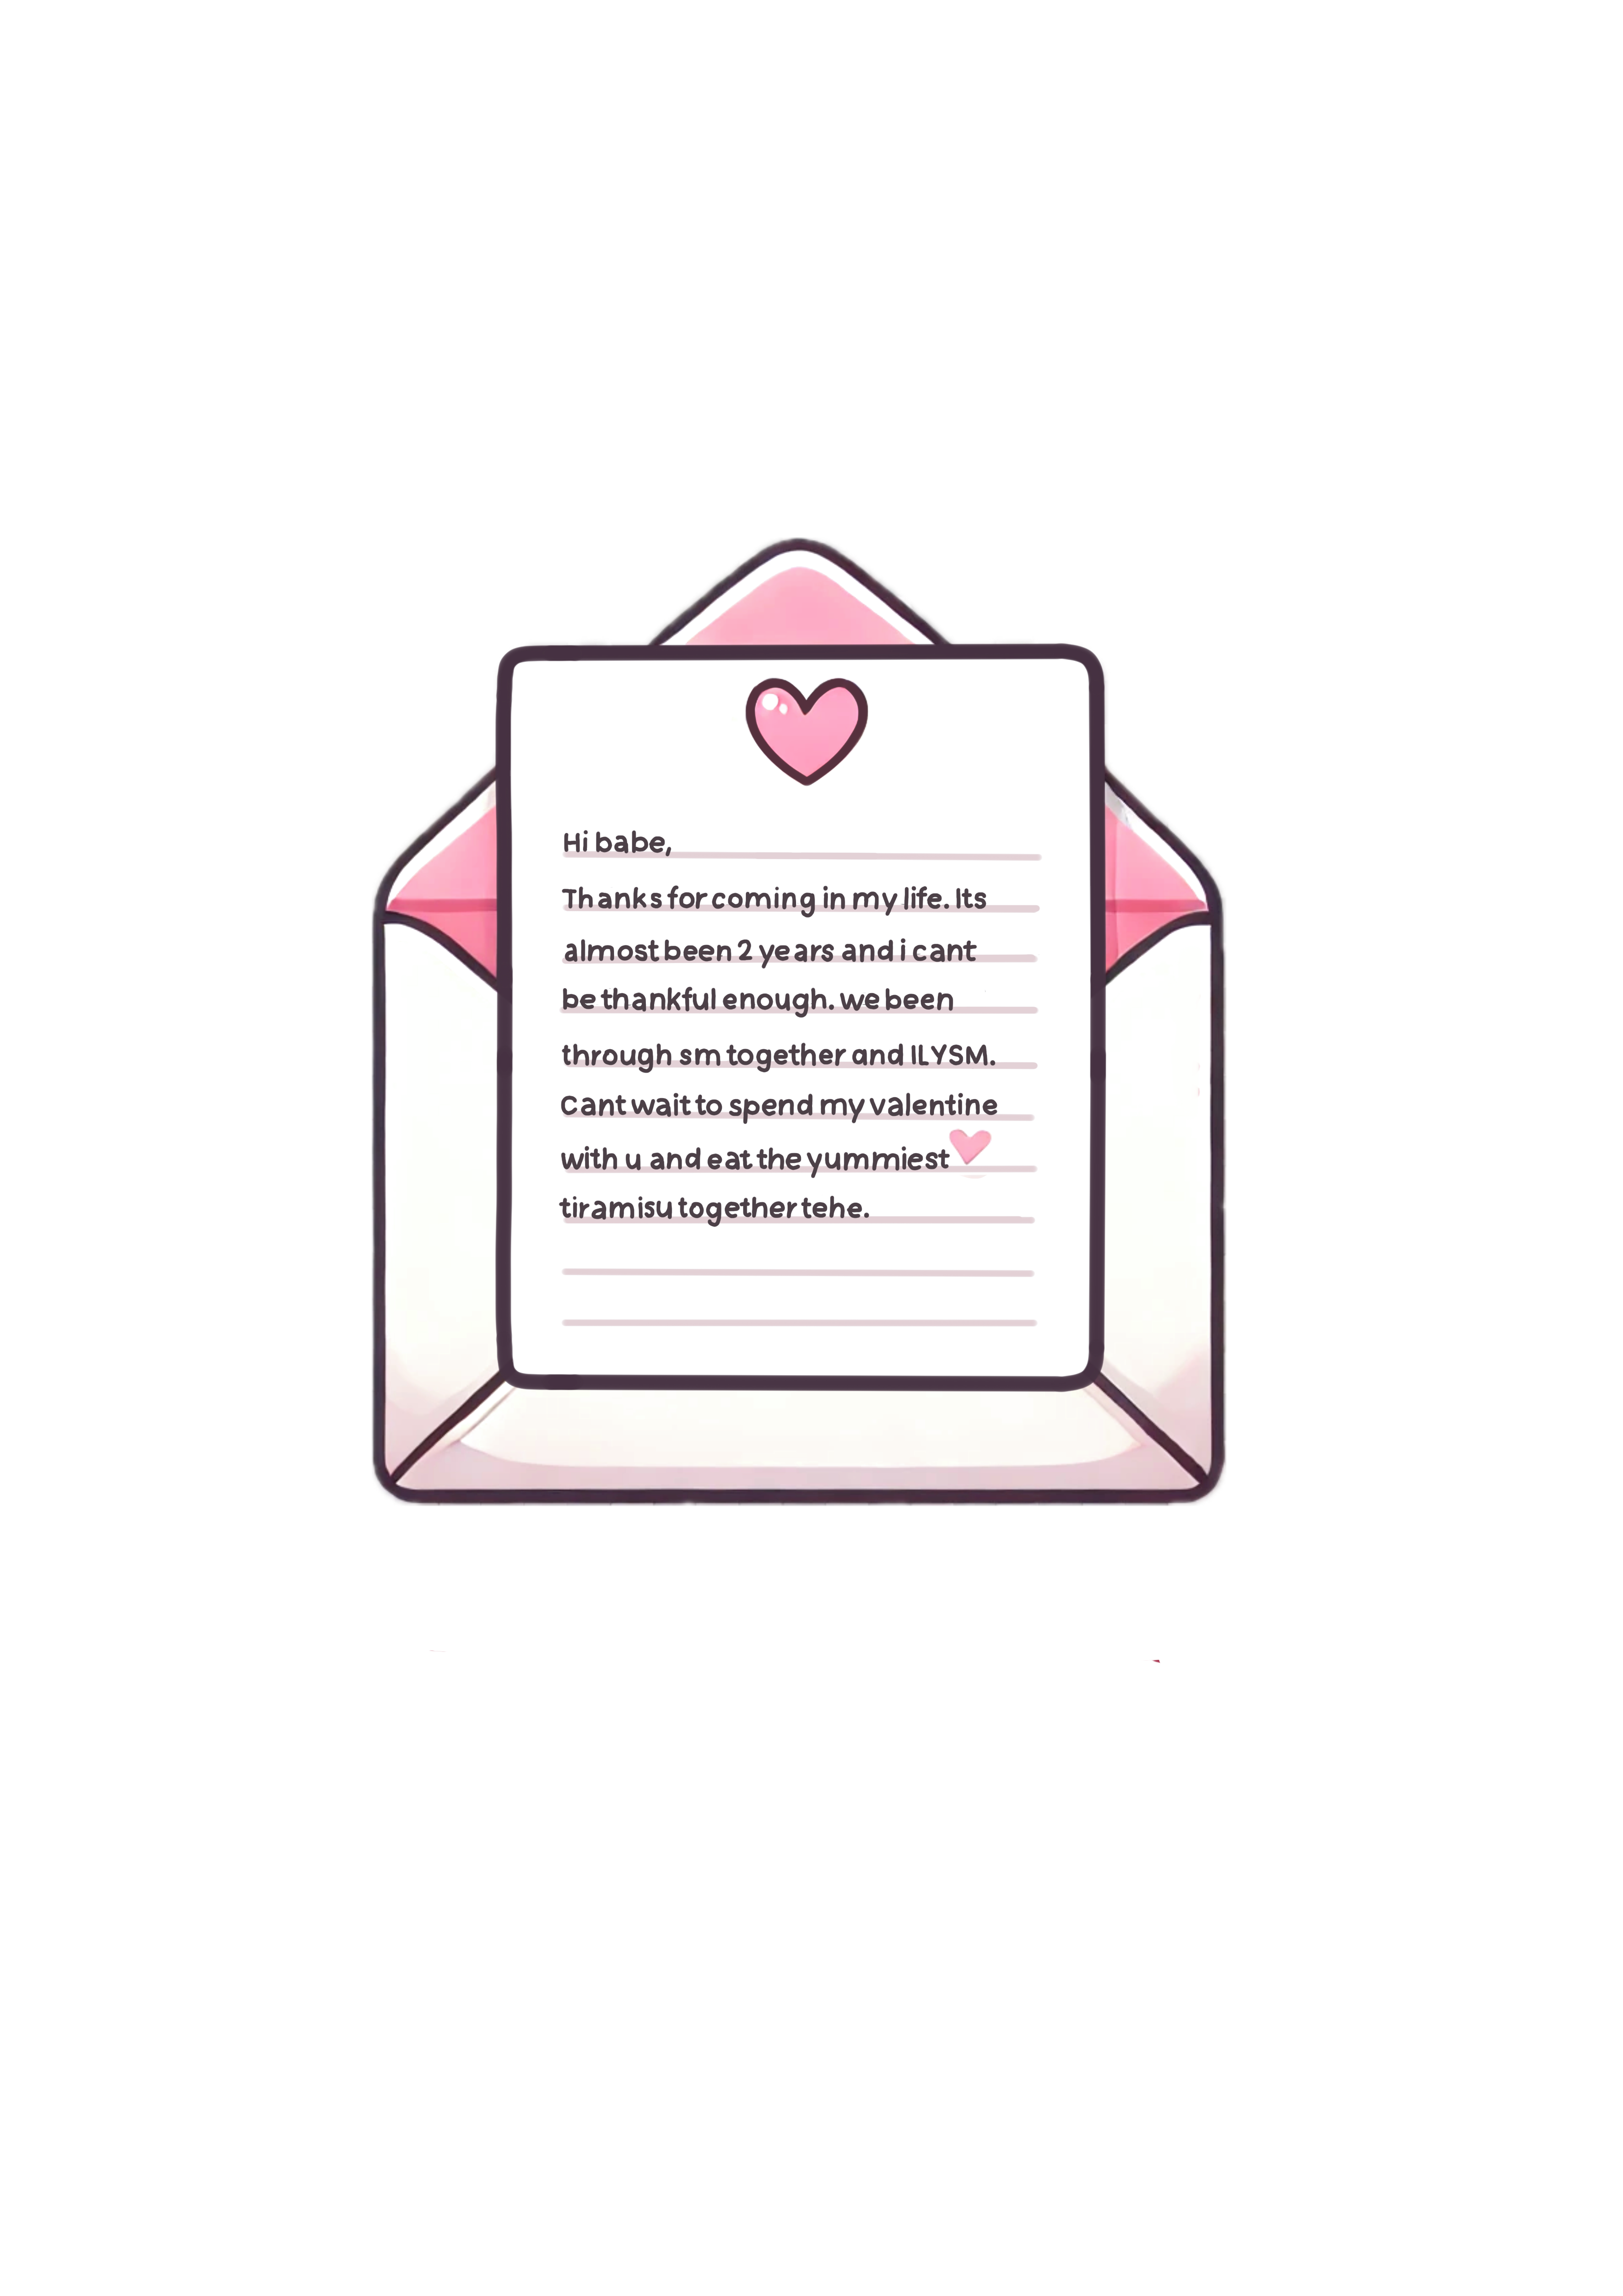 Hi babe,
Thanks for coming in my life. Its
almost been 2 years and i cant
be thankful enough. we been
through sm together and ILYSM.
Cant wait to spend my valentine
with u and eat the yummiest
tiramisu together tehe.